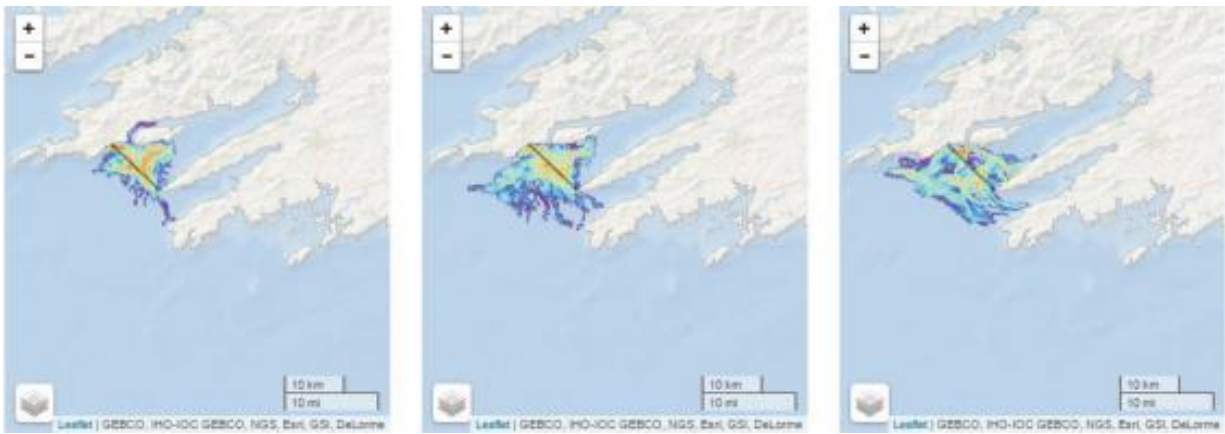 +
−
10 km
10 mi
Leaflet | GEBCO, IHO-IOC GEBCO, NGS, Esri, GSI, DeLorme
+
−
10 km
10 mi
Leaflet | GEBCO, IHO-IOC GEBCO, NGS, Esri, GSI, DeLorme
+
−
10 km
10 mi
Leaflet | GEBCO, IHO-IOC GEBCO, NGS, Esri, GSI, DeLorme